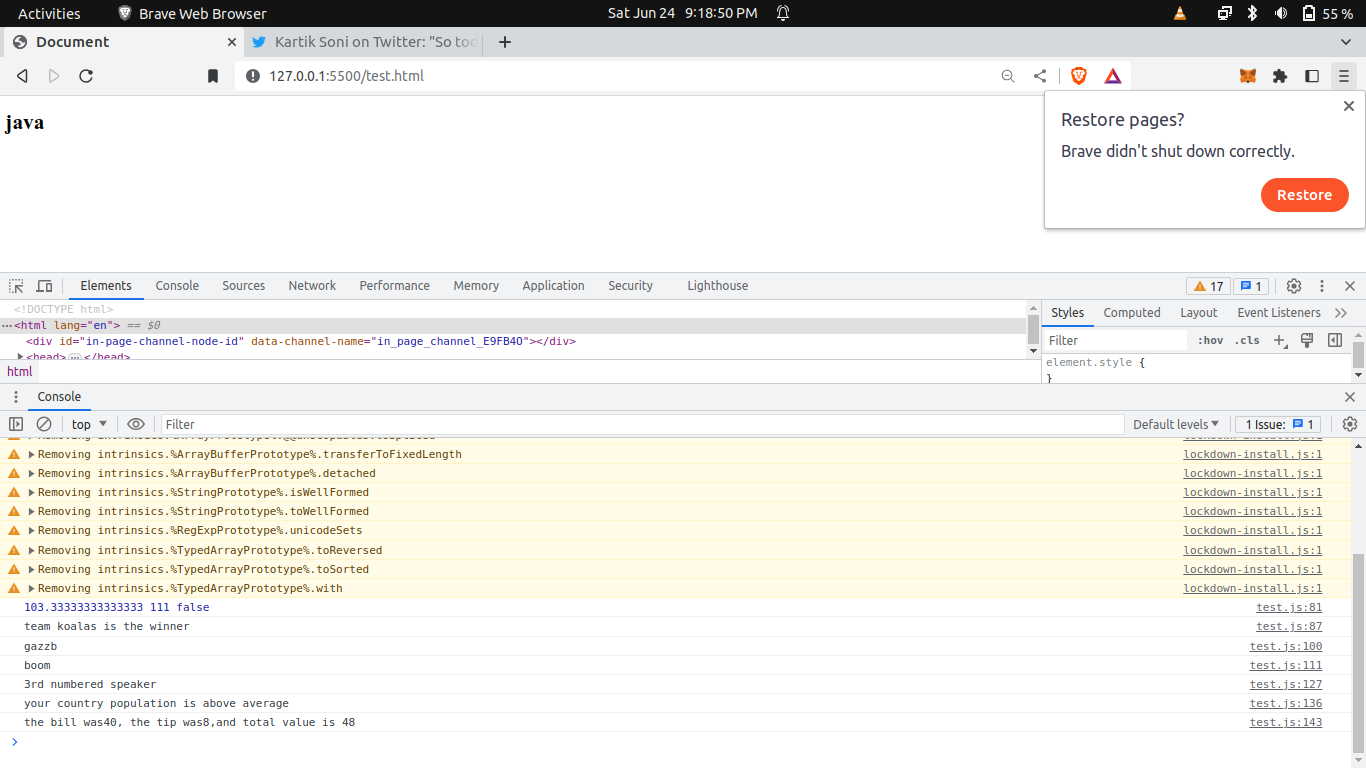 Activities Brave Web Browser Sat Jun 24 9:18:50 PM 55 %
Document Kartik Soni on Twitter: "So tod
127.0.0.1:5500/test.html
java
Restore pages?
Brave didn't shut down correctly.
Restore
Elements Console Sources Network Performance Memory Application Security Lighthouse 17 1
<!DOCTYPE html>
<html lang="en"> == $0
<div id="in-page-channel-node-id" data-channel-name="in_page_channel_E9FB4O"></div>
<head>…</head>
html
Styles Computed Layout Event Listeners
Filter :hov .cls
element.style {
}
Console
top Filter Default levels 1 Issue: 1
Removing intrinsics.%ArrayBufferPrototype%.transferToFixedLength lockdown-install.js:1
Removing intrinsics.%ArrayBufferPrototype%.detached lockdown-install.js:1
Removing intrinsics.%StringPrototype%.isWellFormed lockdown-install.js:1
Removing intrinsics.%StringPrototype%.toWellFormed lockdown-install.js:1
Removing intrinsics.%RegExpPrototype%.unicodeSets lockdown-install.js:1
Removing intrinsics.%TypedArrayPrototype%.toReversed lockdown-install.js:1
Removing intrinsics.%TypedArrayPrototype%.toSorted lockdown-install.js:1
Removing intrinsics.%TypedArrayPrototype%.with lockdown-install.js:1
103.33333333333333 111 false test.js:81
team koalas is the winner test.js:87
gazzb test.js:100
boom test.js:111
3rd numbered speaker test.js:127
your country population is above average test.js:136
the bill was40, the tip was8,and total value is 48 test.js:143